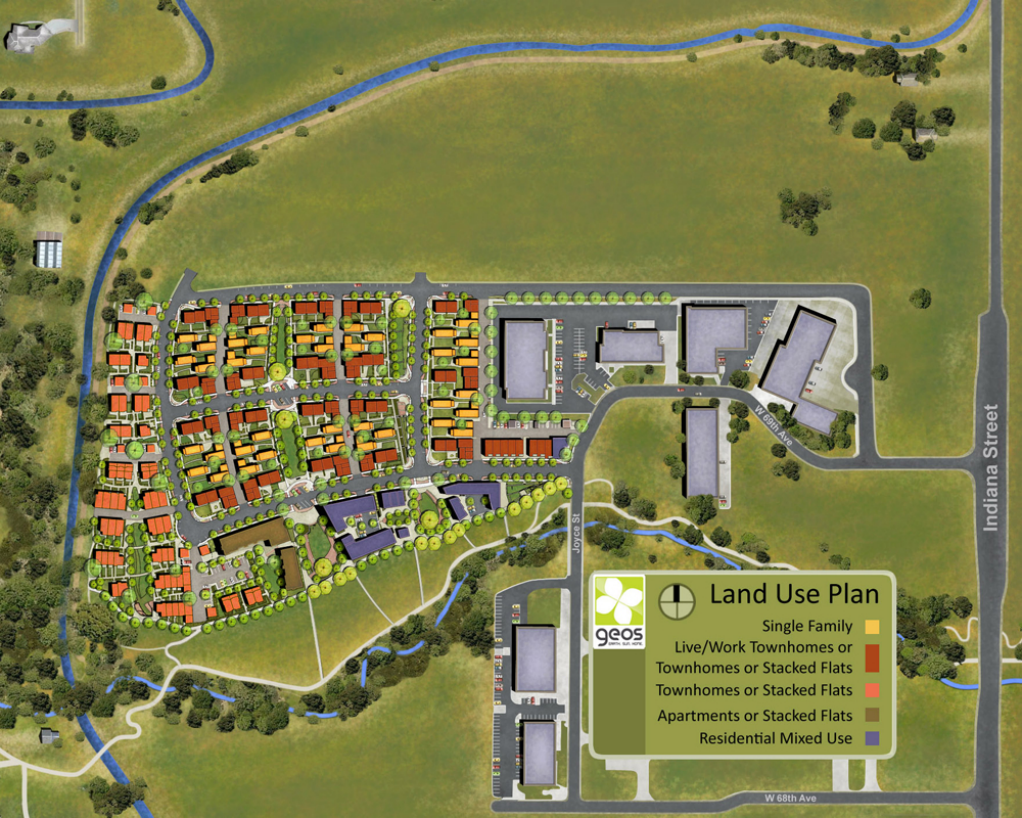 W 69th Ave
Indiana Street
Joyce St
geos
Land Use Plan
Single Family
Live/Work Townhomes or
Townhomes or Stacked Flats
Townhomes or Stacked Flats
Apartments or Stacked Flats
Residential Mixed Use
W 68th Ave